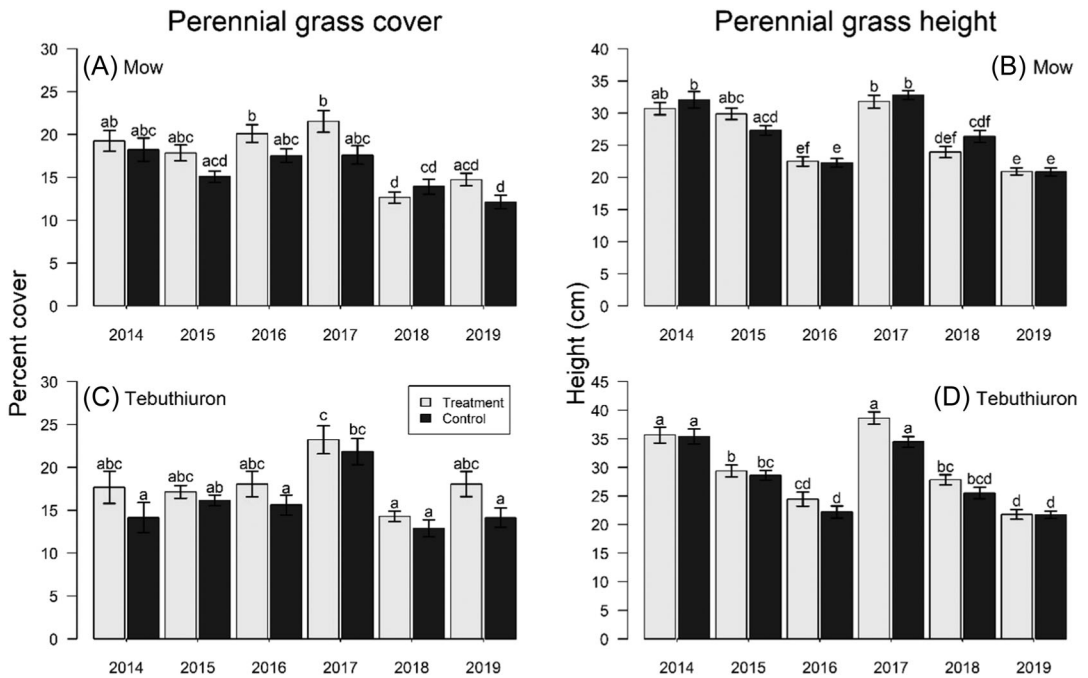 Perennial grass cover
Perennial grass height
Percent cover
Height (cm)
(A) Mow
30
25
20
15
10
5
0
ab abc abc acd b abc b abc d cd acd d
2014 2015 2016 2017 2018 2019
(B) Mow
40
35
30
25
20
15
10
5
0
ab b abc acd ef e b b def cdf e e
2014 2015 2016 2017 2018 2019
(C) Tebuthiuron
Treatment
Control
30
25
20
15
10
5
0
abc a abc ab abc a c bc a a abc a
2014 2015 2016 2017 2018 2019
(D) Tebuthiuron
45
40
35
30
25
20
15
10
5
0
a a b bc cd d a a bc bcd d d
2014 2015 2016 2017 2018 2019